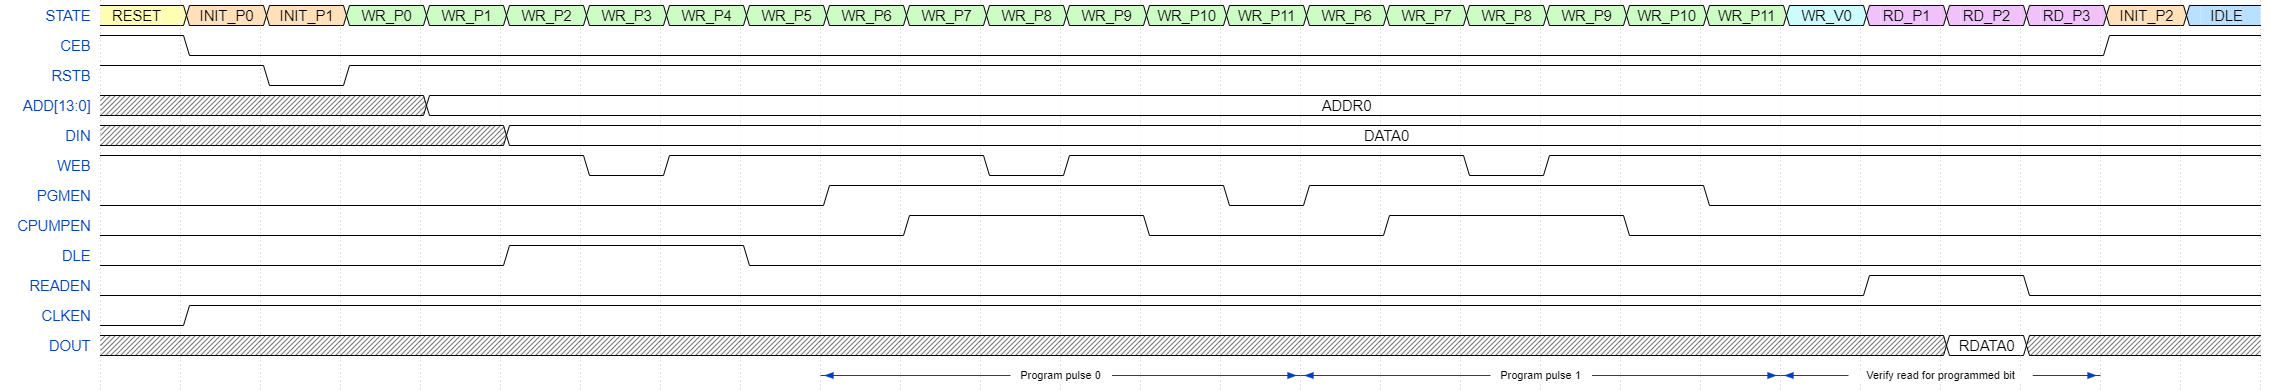 STATE RESET INIT_P0 INIT_P1 WR_P0 WR_P1 WR_P2 WR_P3 WR_P4 WR_P5 WR_P6 WR_P7 WR_P8 WR_P9 WR_P10 WR_P11 WR_P6 WR_P7 WR_P8 WR_P9 WR_P10 WR_P11 WR_V0 RD_P1 RD_P2 RD_P3 INIT_P2 IDLE
CEB
RSTB
ADD[13:0] ADDR0
DIN DATA0
WEB
PGMEN
CPUMPEN
DLE
READEN
CLKEN
DOUT RDATA0
Program pulse 0 Program pulse 1 Verify read for programmed bit